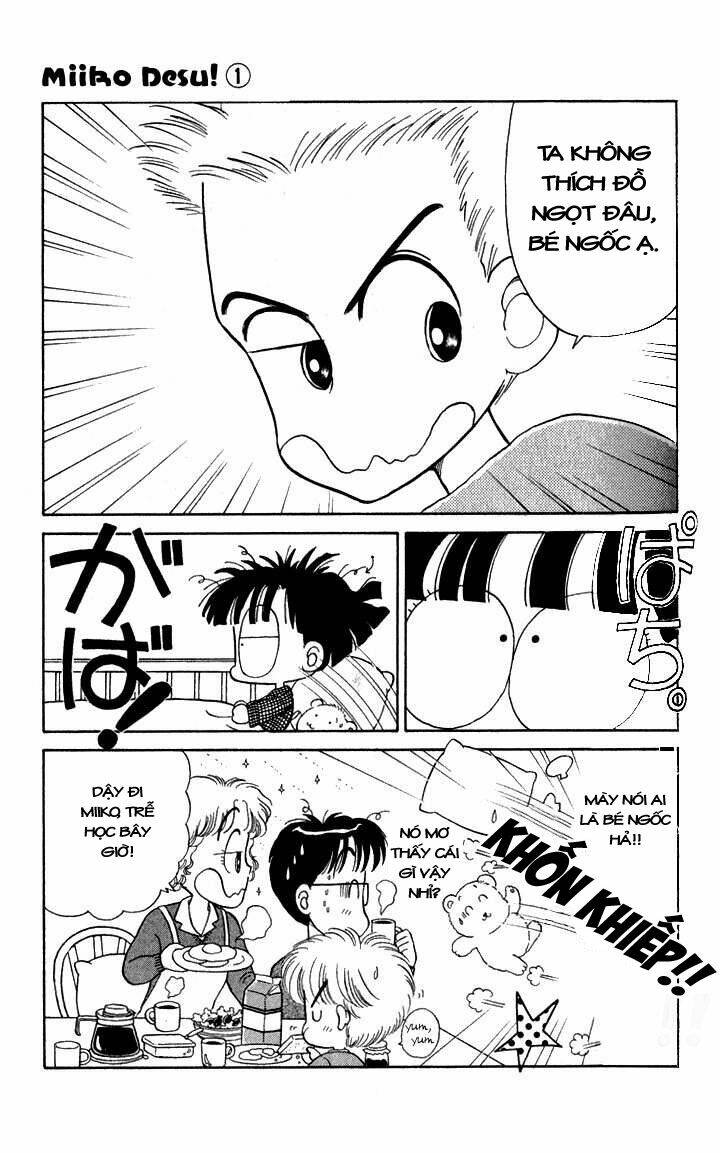 Miiko Desu! ①
TA KHÔNG
THÍCH ĐỒ
NGỌT ĐÂU,
BÉ NGỐC Ạ.
ぱち。
がば!
MÀY NÓI AI
LÀ BÉ NGỐC
HẢ!!
KHỐN KHIẾP!!
NÓ MƠ
THẤY CÁI
GÌ VẬY
NHỈ?
DẬY ĐI
MIIKO, TRỄ
HỌC BÂY
GIỜ!
yum,
yum